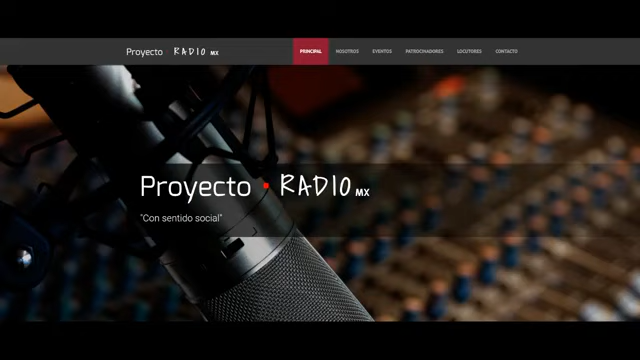 Proyecto RADIO MX
PRINCIPAL NOSOTROS EVENTOS PATROCINADORES LOCUTORES CONTACTO
Proyecto • RADIO MX
"Con sentido social"